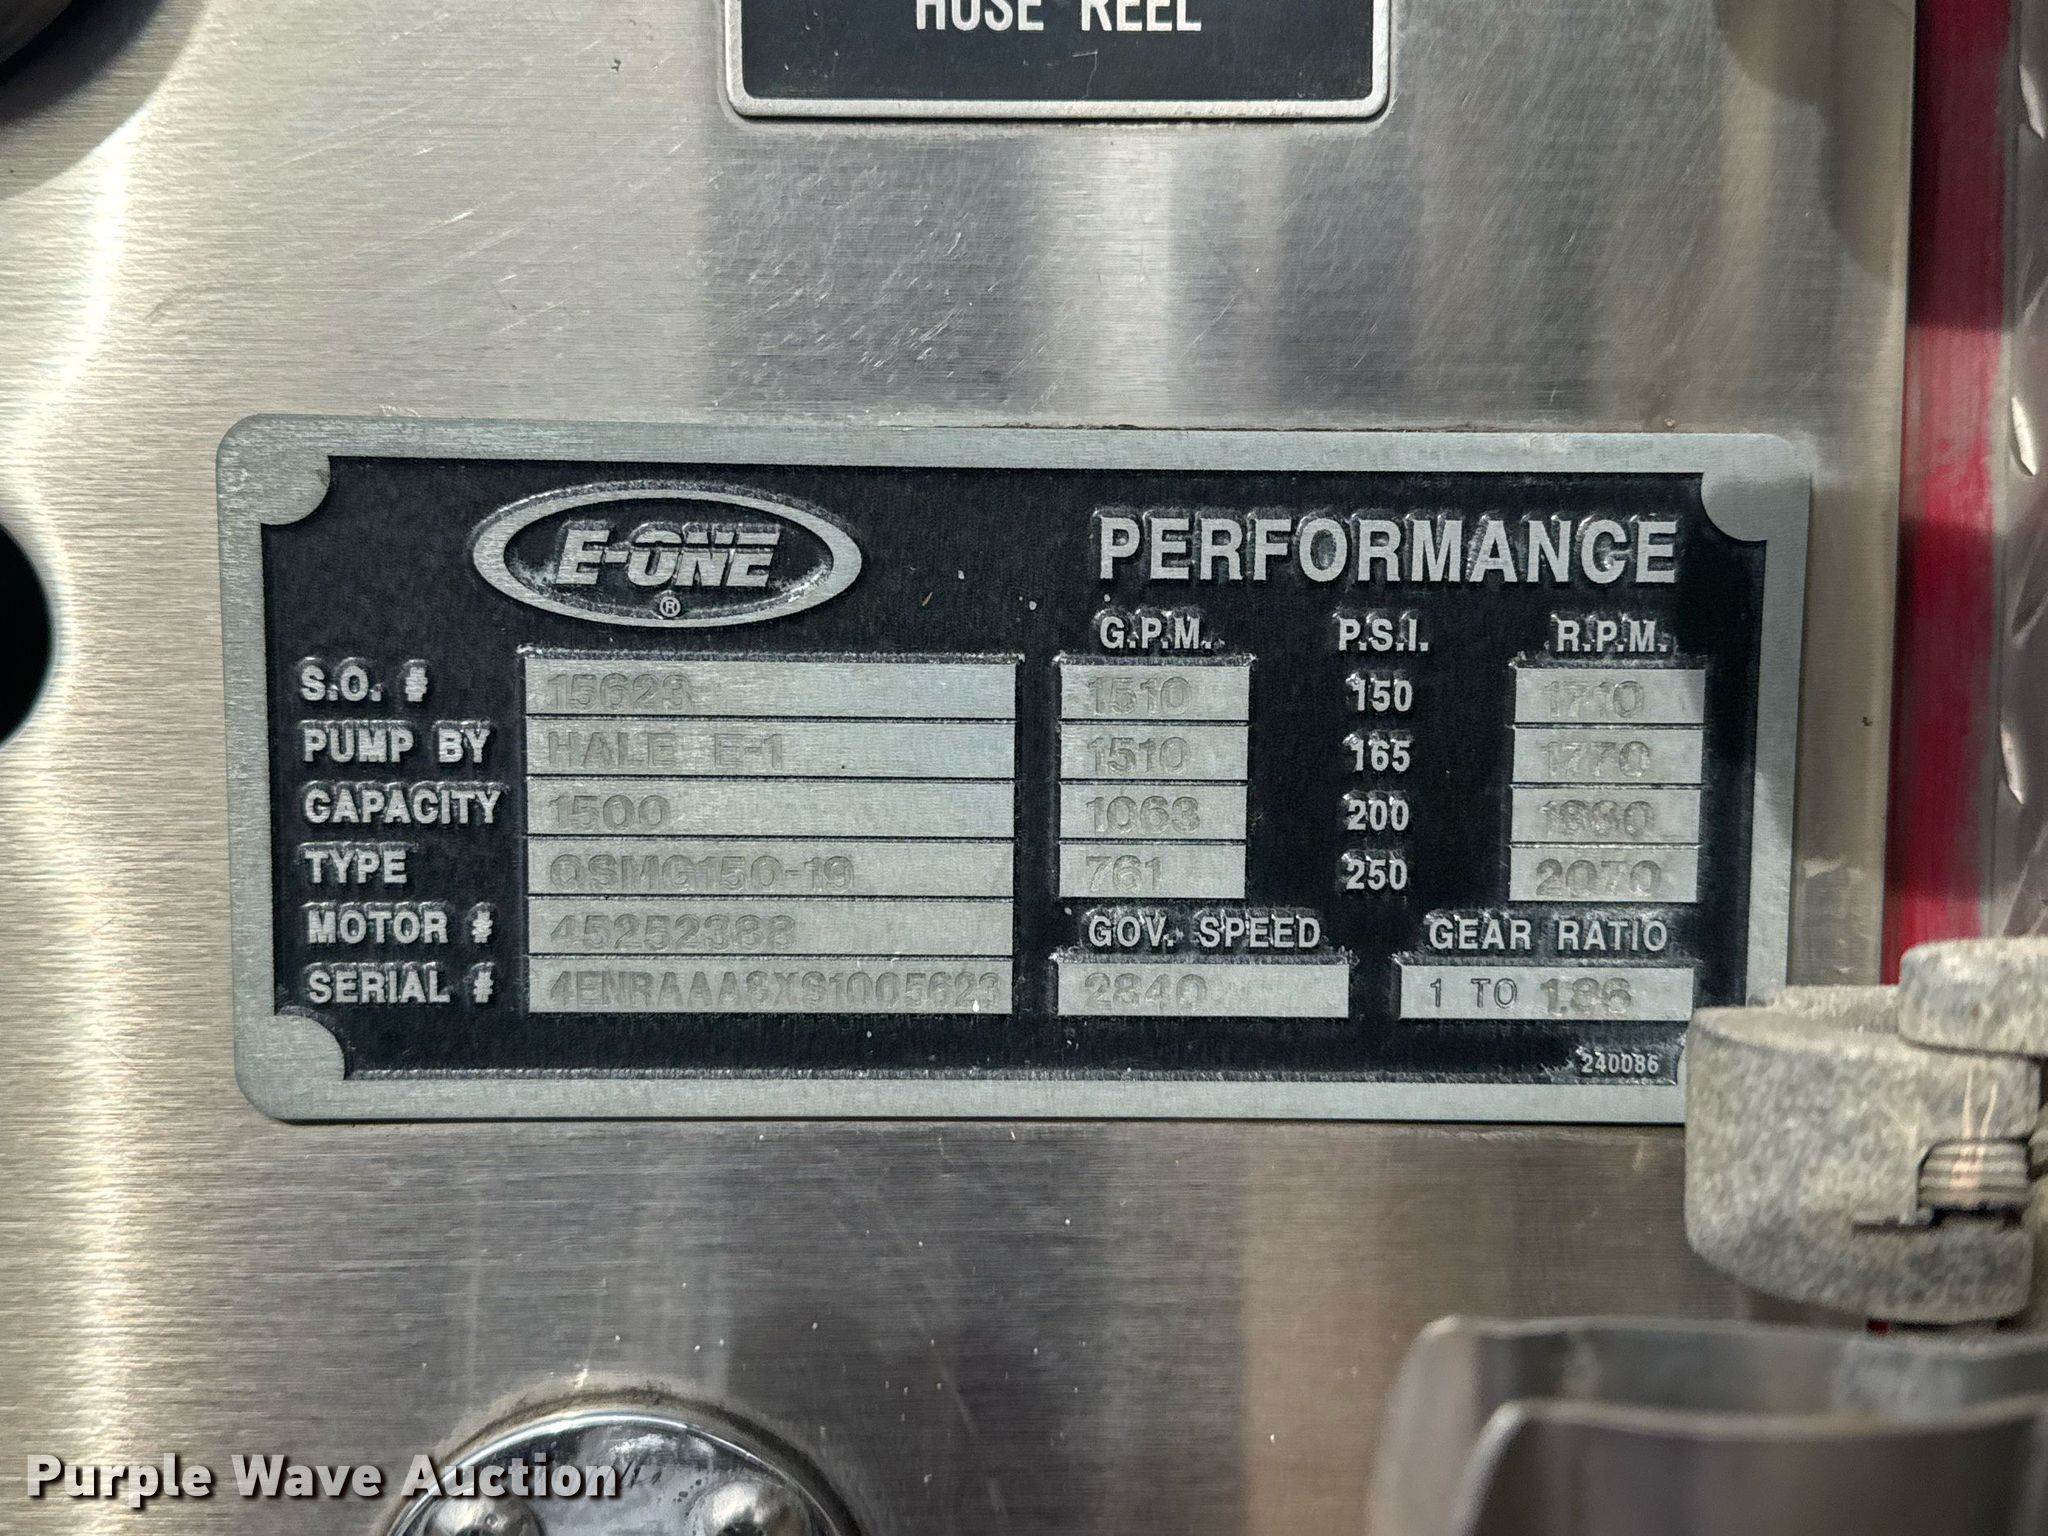 HOSE REEL
E-ONE
®
PERFORMANCE
G.P.M. P.S.I. R.P.M.
S.O. # 15623 1510 150 1710
PUMP BY HALE E-1 1510 165 1770
CAPACITY 1500 1063 200 1880
TYPE QSMG150-19 761 250 2070
MOTOR # 45252388 GOV. SPEED GEAR RATIO
SERIAL # 4ENRAAA8XS1005623 2840 1 TO 1.86
240086
Purple Wave Auction